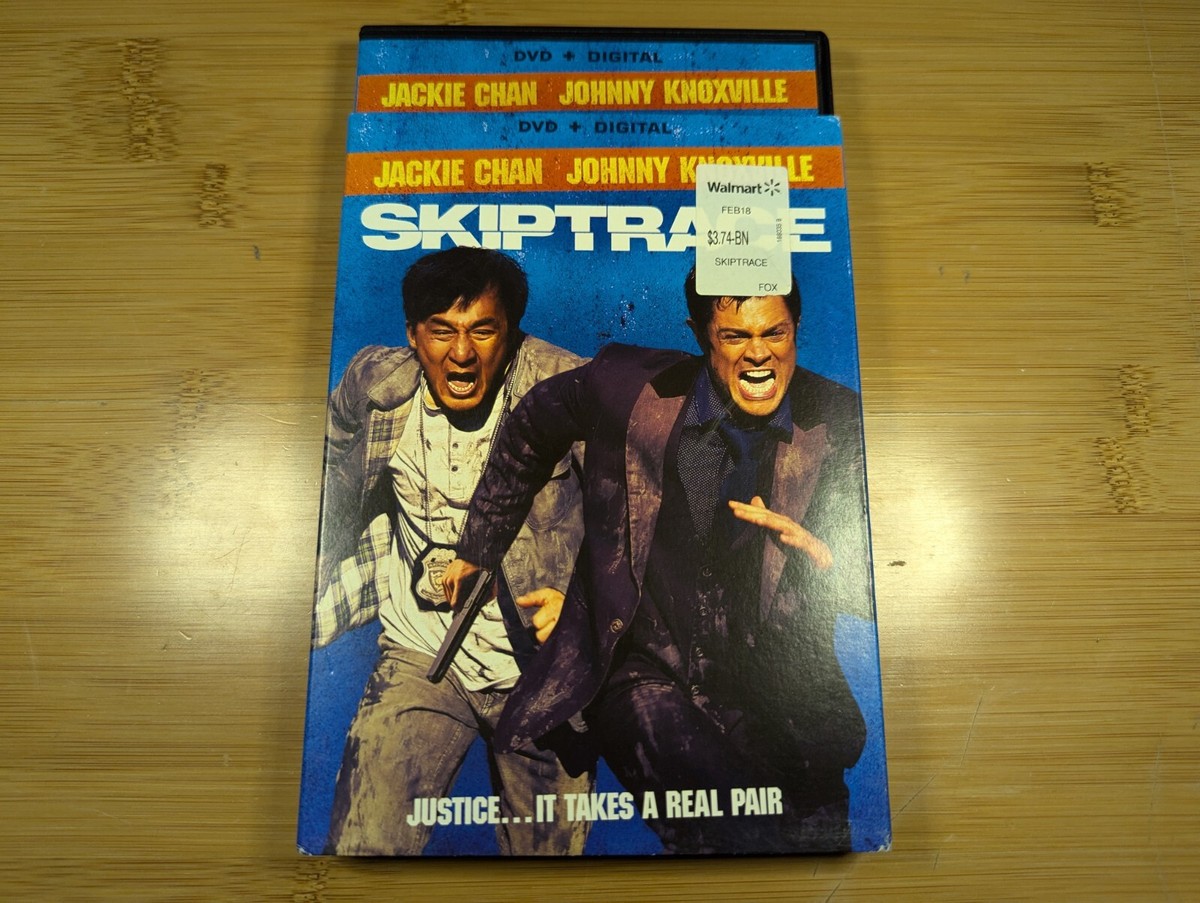 DVD + DIGITAL
JACKIE CHAN JOHNNY KNOXVILLE
DVD + DIGITAL
JACKIE CHAN JOHNNY KNOXVILLE
SKIPTRACE
Walmart
FEB18
$3.74-BN
SKIPTRACE
FOX
JUSTICE...IT TAKES A REAL PAIR